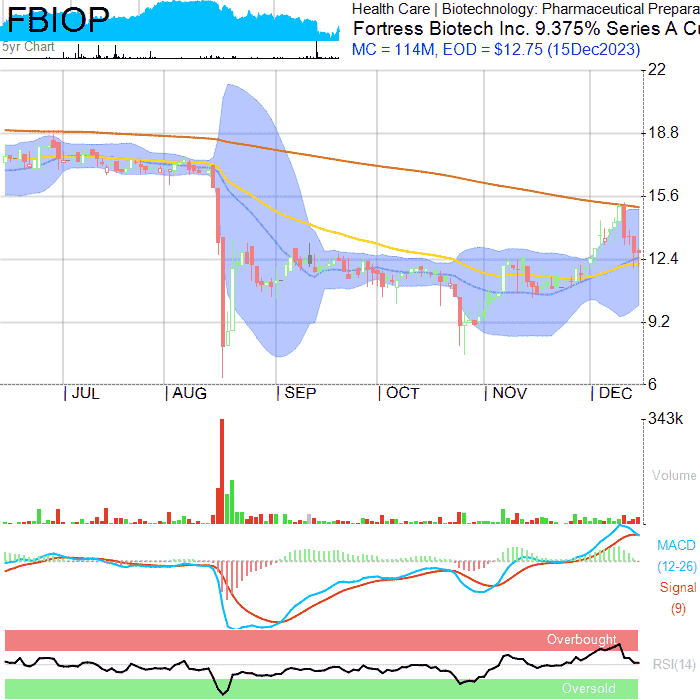 FBIOP
5yr Chart
Health Care | Biotechnology: Pharmaceutical Prepara
Fortress Biotech Inc. 9.375% Series A Cu
MC = 114M, EOD = $12.75 (15Dec2023)
22
18.8
15.6
12.4
9.2
6
| JUL
| AUG
| SEP
| OCT
| NOV
| DEC
343k
Volume
MACD
(12-26)
Signal
(9)
Overbought
RSI(14)
Oversold